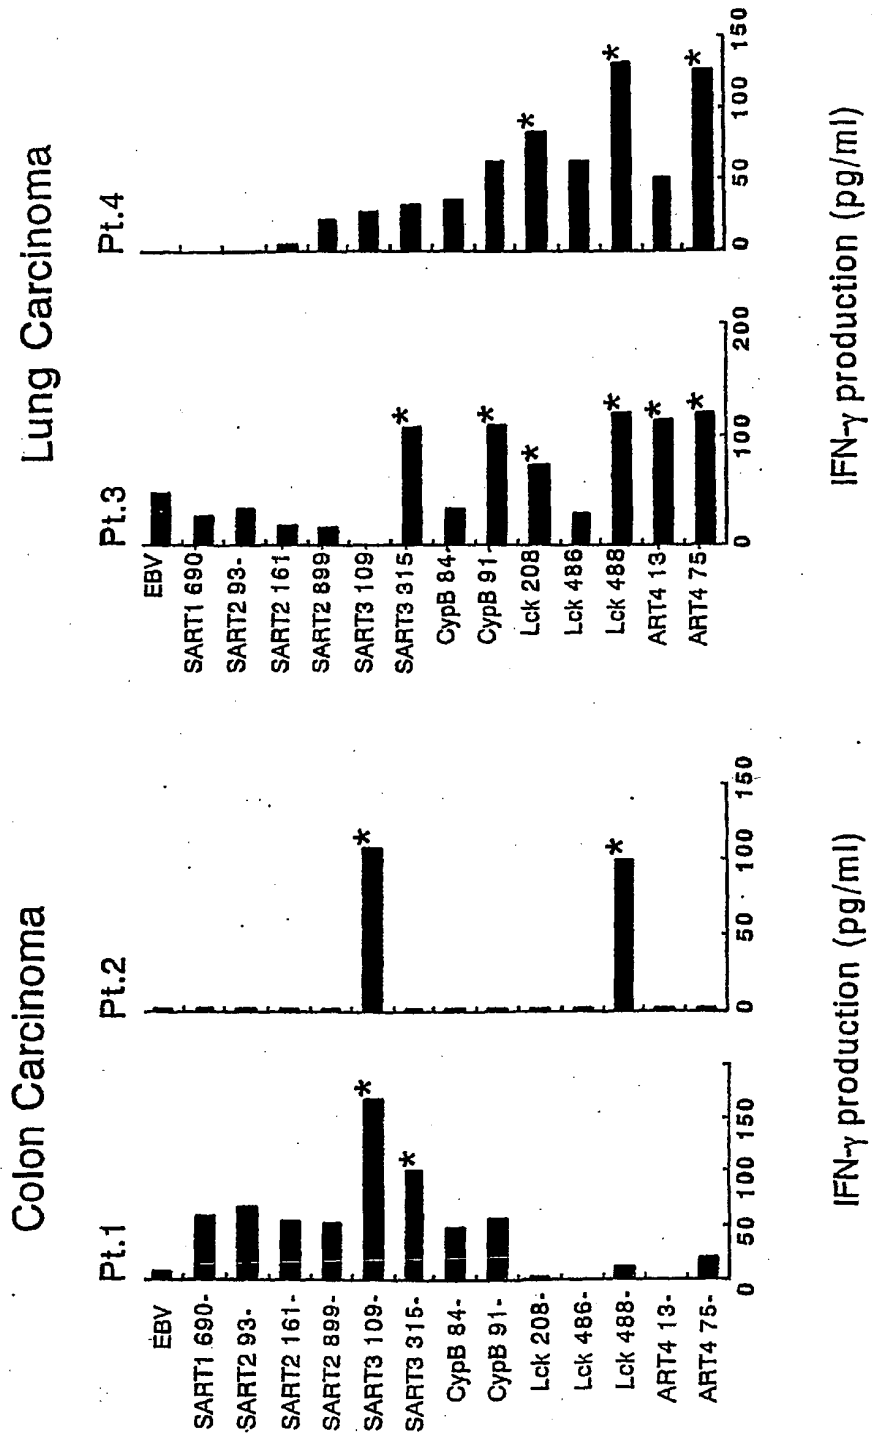 Colon Carcinoma
Pt.1
EBV
SART1 690-
SART2 93-
SART2 161-
SART2 899-
SART3 109-
SART3 315-
CypB 84-
CypB 91-
Lck 208-
Lck 486-
Lck 488-
ART4 13-
ART4 75-
*
*
0
50
100
150
Pt.2
*
*
0
50
100
150
IFN-γ production (pg/ml)
Lung Carcinoma
Pt.3
EBV
SART1 690
SART2 93-
SART2 161
SART2 899
SART3 109-
SART3 315-
CypB 84-
CypB 91-
Lck 208
Lck 486
Lck 488
ART4 13-
ART4 75-
*
*
*
*
*
*
0
100
200
Pt.4
*
*
*
0
50
100
150
IFN-γ production (pg/ml)